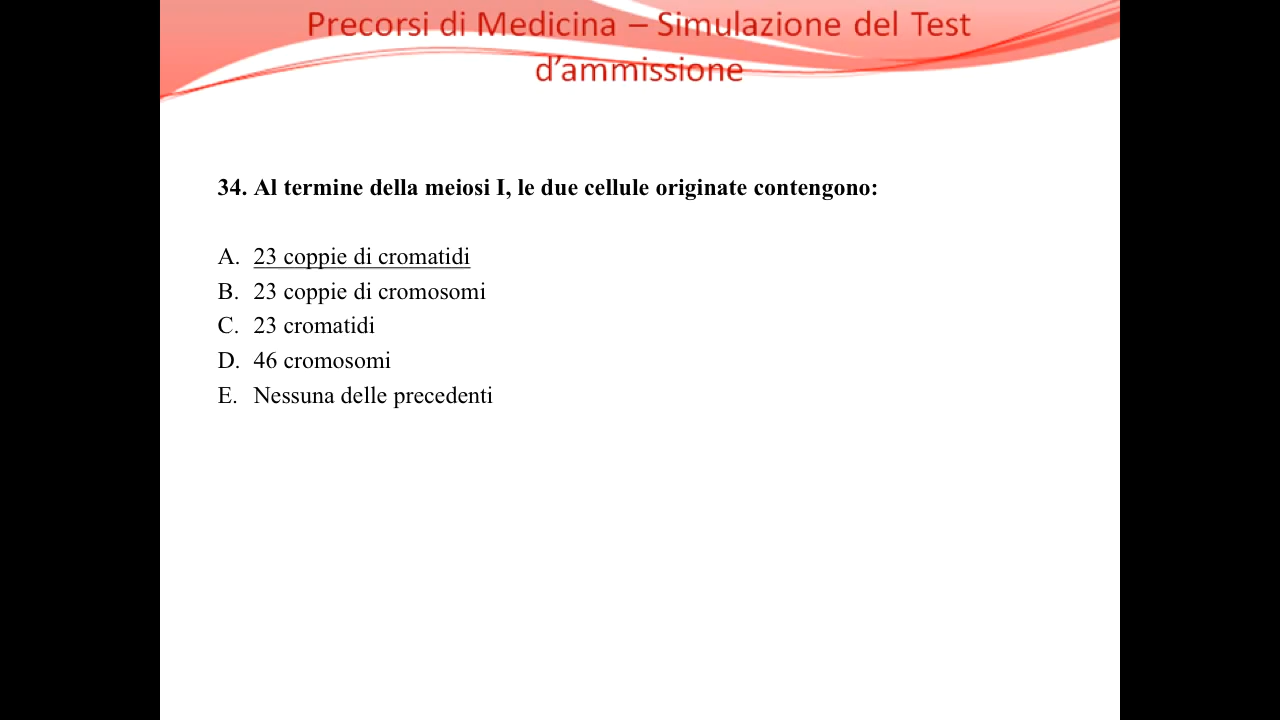 Precorsi di Medicina – Simulazione del Test
d’ammissione
34. Al termine della meiosi I, le due cellule originate contengono:
A. 23 coppie di cromatidi
B. 23 coppie di cromosomi
C. 23 cromatidi
D. 46 cromosomi
E. Nessuna delle precedenti